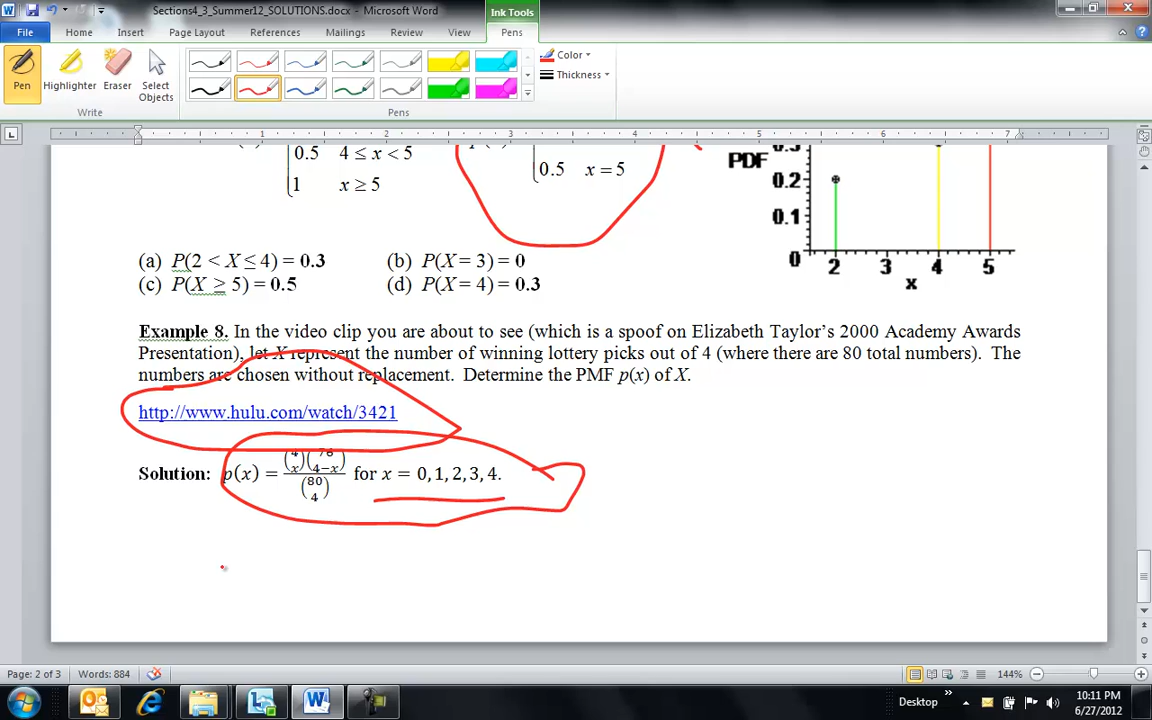 Sections4_3_Summer12_SOLUTIONS.docx - Microsoft Word
Ink Tools
File Home Insert Page Layout References Mailings Review View Pens
Pen Highlighter Eraser Select Objects
Color
Thickness
Write Pens
1 2 3 4 5 6 7
0.5 4 ≤ x < 5
1 x ≥ 5
0.5 x = 5
PDF
0.2
0.1
0
2 3 4 5
x
(a) P(2 < X ≤ 4) = 0.3 (b) P(X = 3) = 0
(c) P(X ≥ 5) = 0.5 (d) P(X = 4) = 0.3
Example 8. In the video clip you are about to see (which is a spoof on Elizabeth Taylor's 2000 Academy Awards
Presentation), let X represent the number of winning lottery picks out of 4 (where there are 80 total numbers). The
numbers are chosen without replacement. Determine the PMF p(x) of X.
http://www.hulu.com/watch/3421
Solution: p(x) = (4 x)(76 4−x) / (80 4) for x = 0, 1, 2, 3, 4.
Page: 2 of 3 Words: 884 144%
Desktop
10:11 PM
6/27/2012